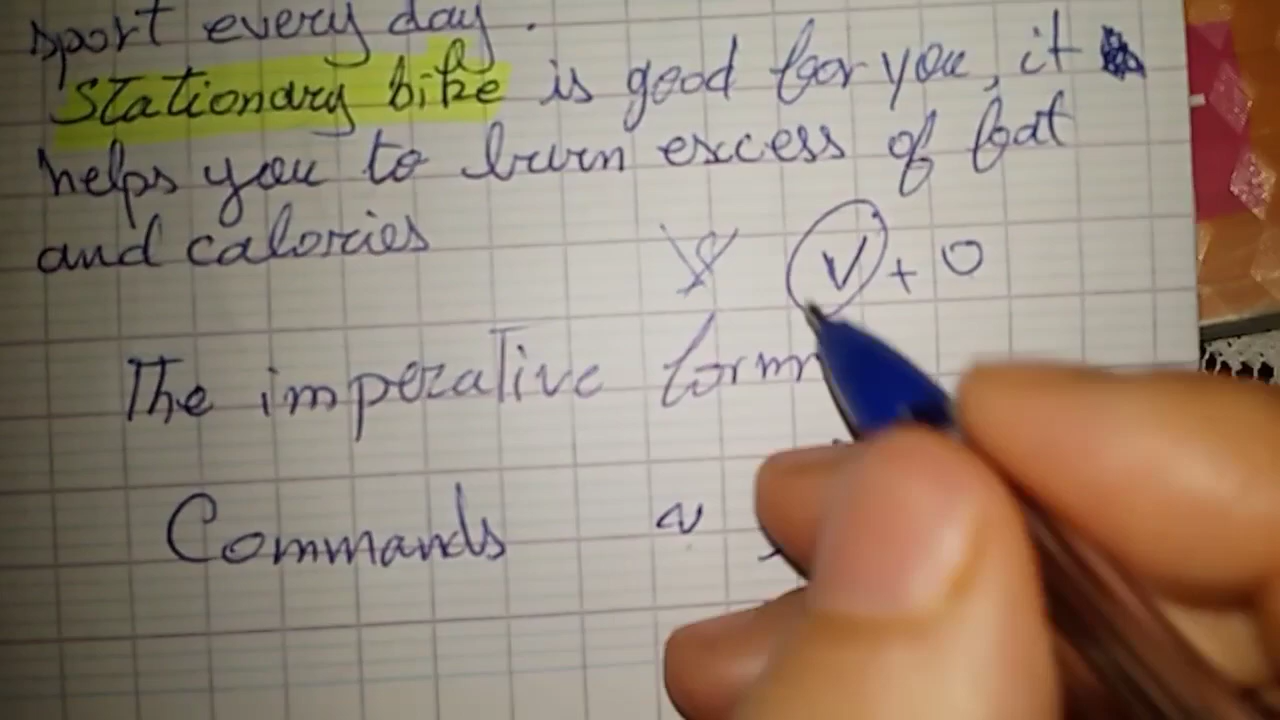 sport every day.
Stationary bike is good for you, it
helps you to burn excess of fat
and calories
S V + O
The imperative form
Commands